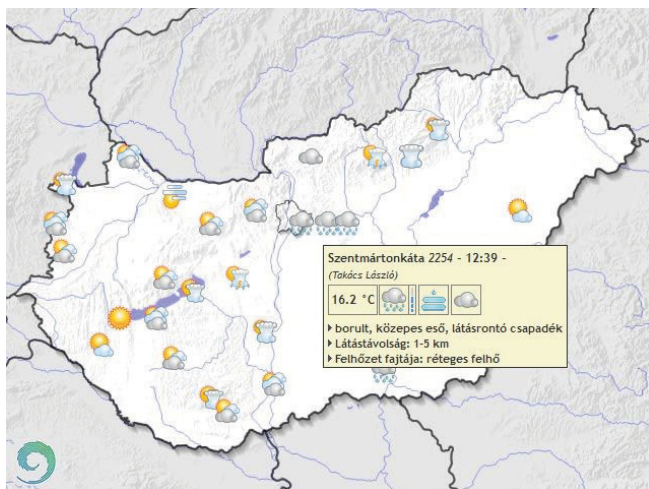 Szentmártonkáta 2254 - 12:39 -
(Takács László)
16.2 °C
borult, közepes eső, látásrontó csapadék
Látástávolság: 1-5 km
Felhőzet fajtája: réteges felhő